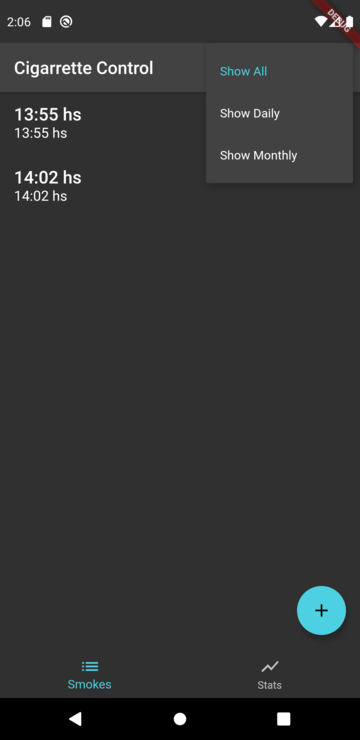 2:06
DEBUG
Cigarrette Control
Show All
Show Daily
Show Monthly
13:55 hs
13:55 hs
14:02 hs
14:02 hs
+
Smokes
Stats